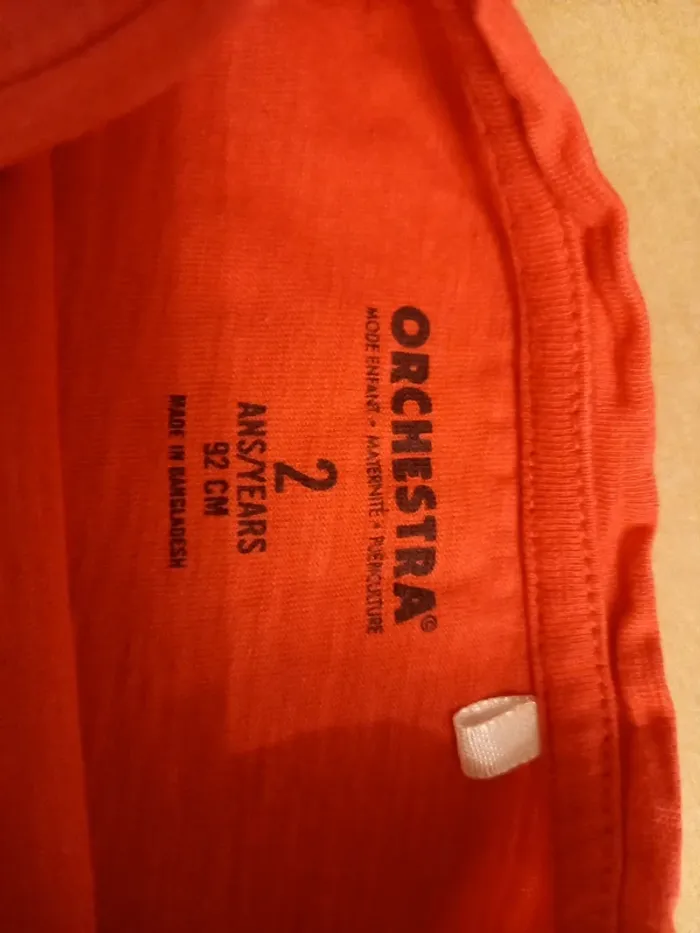 ORCHESTRA©
MODE ENFANT • MATERNITÉ • PUÉRICULTURE
2
ANS/YEARS
92 CM
MADE IN BANGLADESH